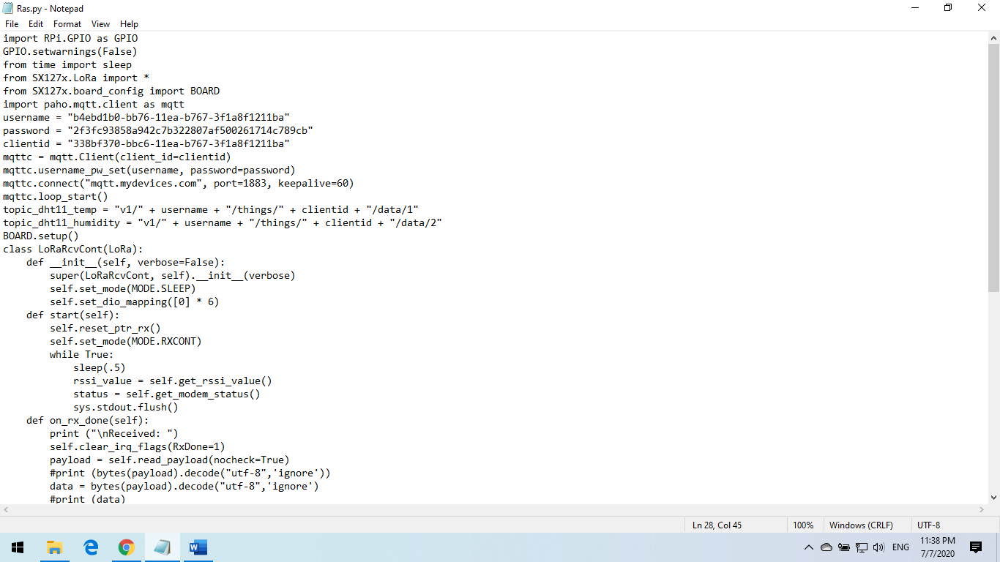 Ras.py - Notepad
File Edit Format View Help
import RPi.GPIO as GPIO
GPIO.setwarnings(False)
from time import sleep
from SX127x.LoRa import *
from SX127x.board_config import BOARD
import paho.mqtt.client as mqtt
username = "b4ebd1b0-bb76-11ea-b767-3f1a8f1211ba"
password = "2f3fc93858a942c7b322807af500261714c789cb"
clientid = "338bf370-bbc6-11ea-b767-3f1a8f1211ba"
mqttc = mqtt.Client(client_id=clientid)
mqttc.username_pw_set(username, password=password)
mqttc.connect("mqtt.mydevices.com", port=1883, keepalive=60)
mqttc.loop_start()
topic_dht11_temp = "v1/" + username + "/things/" + clientid + "/data/1"
topic_dht11_humidity = "v1/" + username + "/things/" + clientid + "/data/2"
BOARD.setup()
class LoRaRcvCont(LoRa):
    def __init__(self, verbose=False):
        super(LoRaRcvCont, self).__init__(verbose)
        self.set_mode(MODE.SLEEP)
        self.set_dio_mapping([0] * 6)
    def start(self):
        self.reset_ptr_rx()
        self.set_mode(MODE.RXCONT)
        while True:
            sleep(.5)
            rssi_value = self.get_rssi_value()
            status = self.get_modem_status()
            sys.stdout.flush()
    def on_rx_done(self):
        print ("\nReceived: ")
        self.clear_irq_flags(RxDone=1)
        payload = self.read_payload(nocheck=True)
        #print (bytes(payload).decode("utf-8",'ignore'))
        data = bytes(payload).decode("utf-8",'ignore')
        #print (data)
Ln 28, Col 45 100% Windows (CRLF) UTF-8
ENG 11:38 PM
7/7/2020